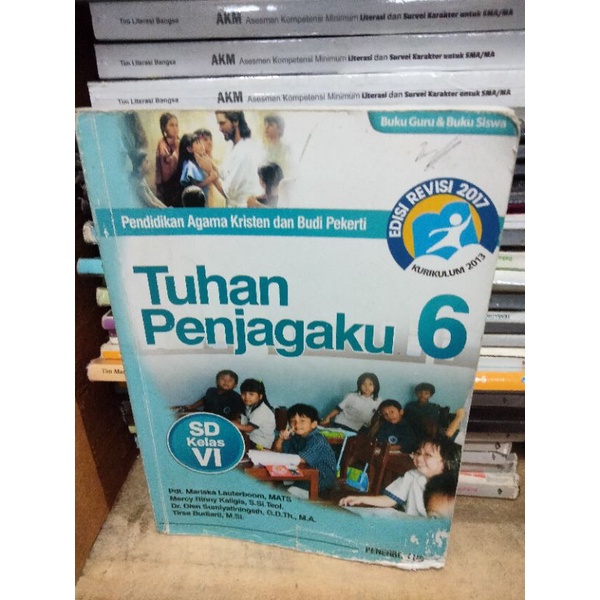 Tim Literasi Bangsa AKM Asesmen Kompetensi Minimum Literasi dan Survei Karakter untuk SMA/MA
Tim Literasi Bangsa AKM Asesmen Kompetensi Minimum Literasi dan Survei Karakter untuk SMA/MA
Tim Literasi Bangsa AKM Asesmen Kompetensi Minimum Literasi dan Survei Karakter untuk SMA/MA
Buku Guru & Buku Siswa
EDISI REVISI 2017
KURIKULUM 2013
Pendidikan Agama Kristen dan Budi Pekerti
Tuhan
Penjagaku 6
SD
Kelas
VI
Pdt. Mariska Lauterboom, MATS
Mercy Rinny Kaligis, S.Si.Teol.
Dr. Olen Sumiyatiningsih, G.D.Th., M.A.
Tirsa Budiarti, M.Si.